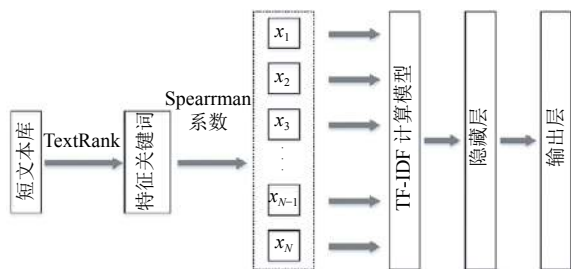 短文本库
TextRank
特征关键词
Spearrman
系数
x₁
x₂
x₃
· · ·
xN−1
xN
TF-IDF 计算模型
隐藏层
输出层